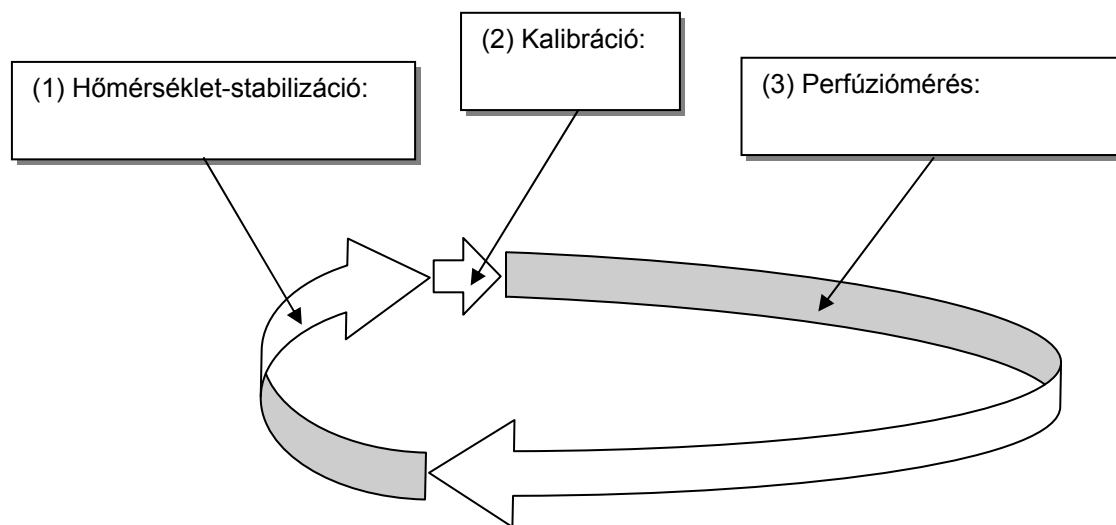 (1) Hőmérséklet-stabilizáció:
(2) Kalibráció:
(3) Perfúziómérés: